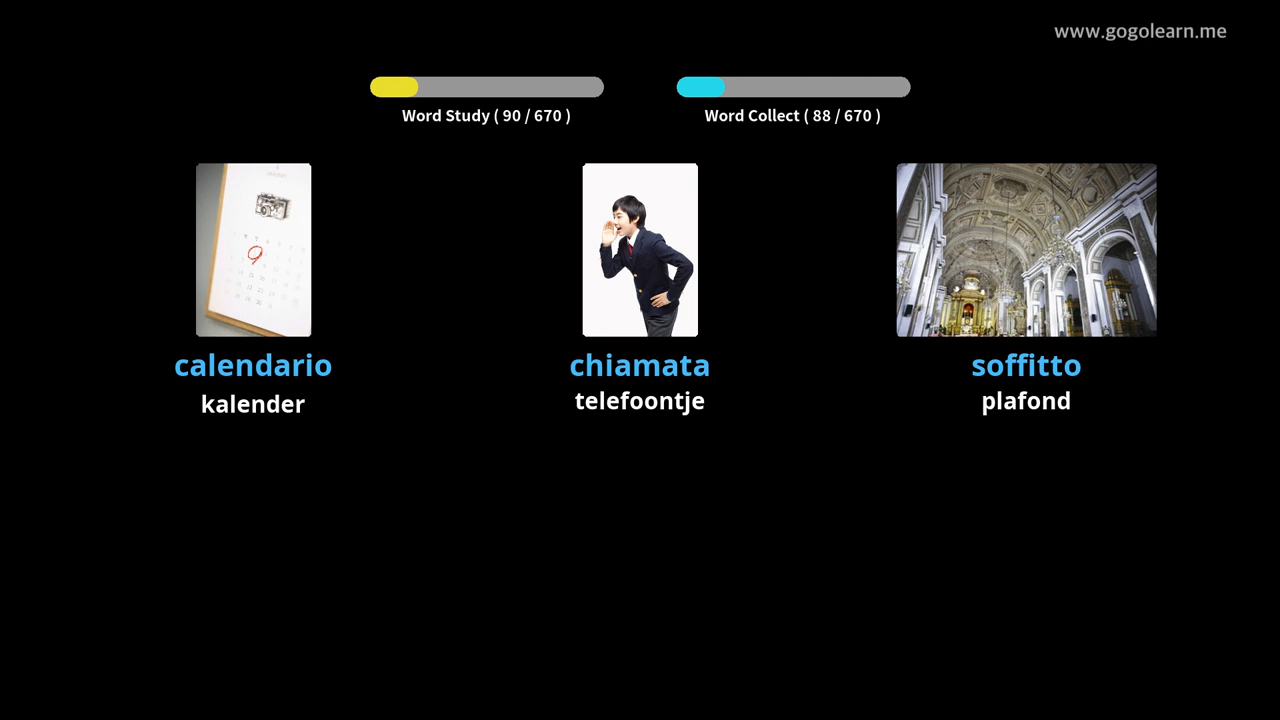 www.gogolearn.me
Word Study ( 90 / 670 )
Word Collect ( 88 / 670 )
calendario
kalender
chiamata
telefoontje
soffitto
plafond